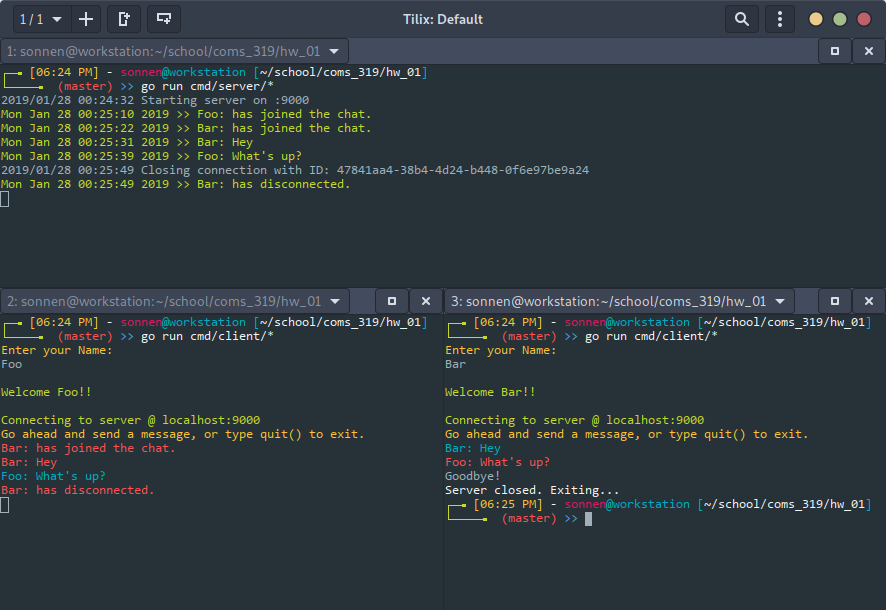 1 / 1
Tilix: Default
1: sonnen@workstation:~/school/coms_319/hw_01
[06:24 PM] - sonnen@workstation [~/school/coms_319/hw_01]
(master) >> go run cmd/server/*
2019/01/28 00:24:32 Starting server on :9000
Mon Jan 28 00:25:10 2019 >> Foo: has joined the chat.
Mon Jan 28 00:25:22 2019 >> Bar: has joined the chat.
Mon Jan 28 00:25:31 2019 >> Bar: Hey
Mon Jan 28 00:25:39 2019 >> Foo: What's up?
2019/01/28 00:25:49 Closing connection with ID: 47841aa4-38b4-4d24-b448-0f6e97be9a24
Mon Jan 28 00:25:49 2019 >> Bar: has disconnected.
2: sonnen@workstation:~/school/coms_319/hw_01
[06:24 PM] - sonnen@workstation [~/school/coms_319/hw_01]
(master) >> go run cmd/client/*
Enter your Name:
Foo
Welcome Foo!!
Connecting to server @ localhost:9000
Go ahead and send a message, or type quit() to exit.
Bar: has joined the chat.
Bar: Hey
Foo: What's up?
Bar: has disconnected.
3: sonnen@workstation:~/school/coms_319/hw_01
[06:24 PM] - sonnen@workstation [~/school/coms_319/hw_01]
(master) >> go run cmd/client/*
Enter your Name:
Bar
Welcome Bar!!
Connecting to server @ localhost:9000
Go ahead and send a message, or type quit() to exit.
Bar: Hey
Foo: What's up?
Goodbye!
Server closed. Exiting...
[06:25 PM] - sonnen@workstation [~/school/coms_319/hw_01]
(master) >>